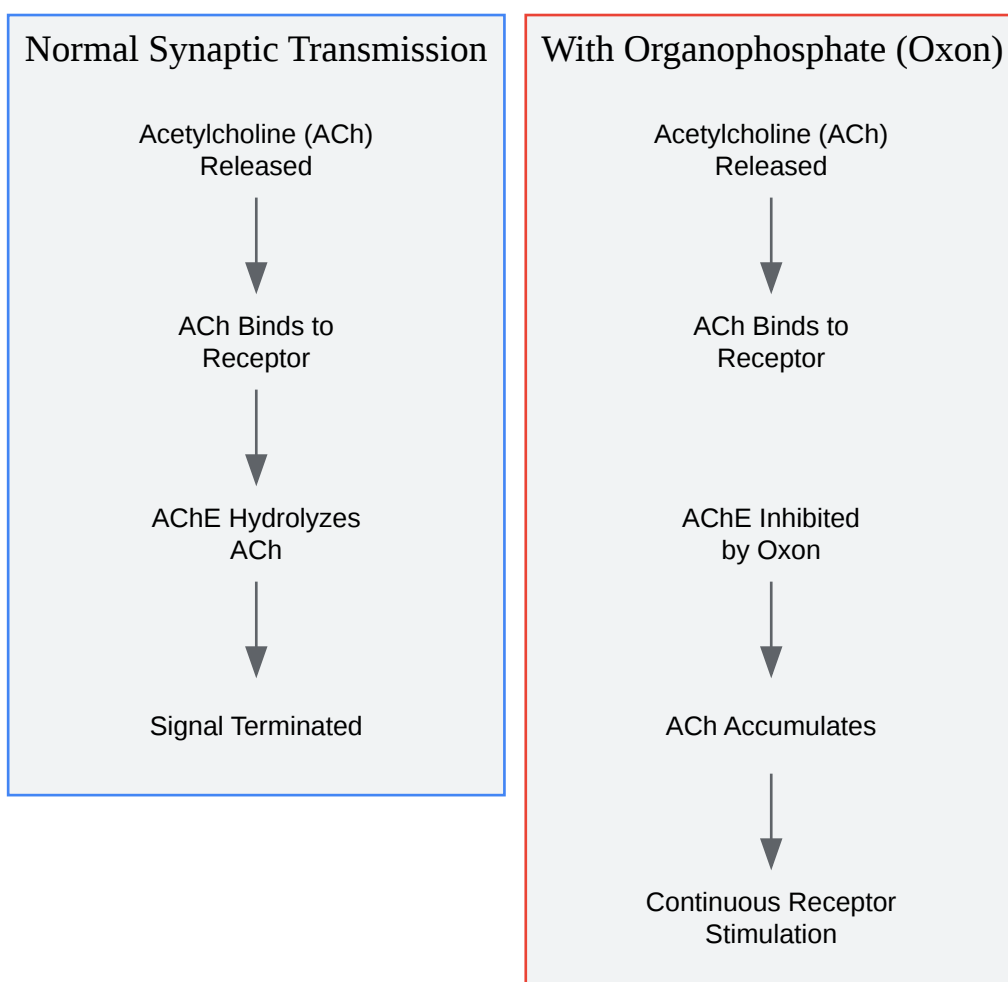 Normal Synaptic Transmission
Acetylcholine (ACh)
Released
ACh Binds to
Receptor
AChE Hydrolyzes
ACh
Signal Terminated
With Organophosphate (Oxon)
Acetylcholine (ACh)
Released
ACh Binds to
Receptor
AChE Inhibited
by Oxon
ACh Accumulates
Continuous Receptor
Stimulation